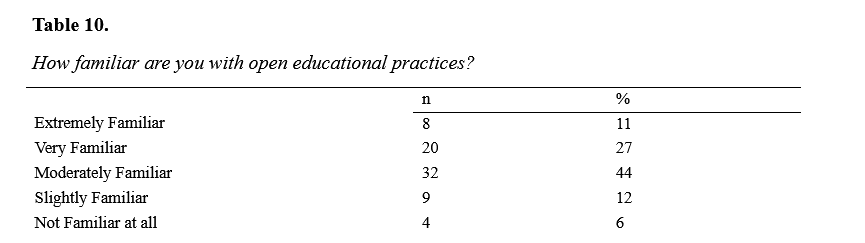 Table 10.
How familiar are you with open educational practices?
n %
Extremely Familiar 8 11
Very Familiar 20 27
Moderately Familiar 32 44
Slightly Familiar 9 12
Not Familiar at all 4 6